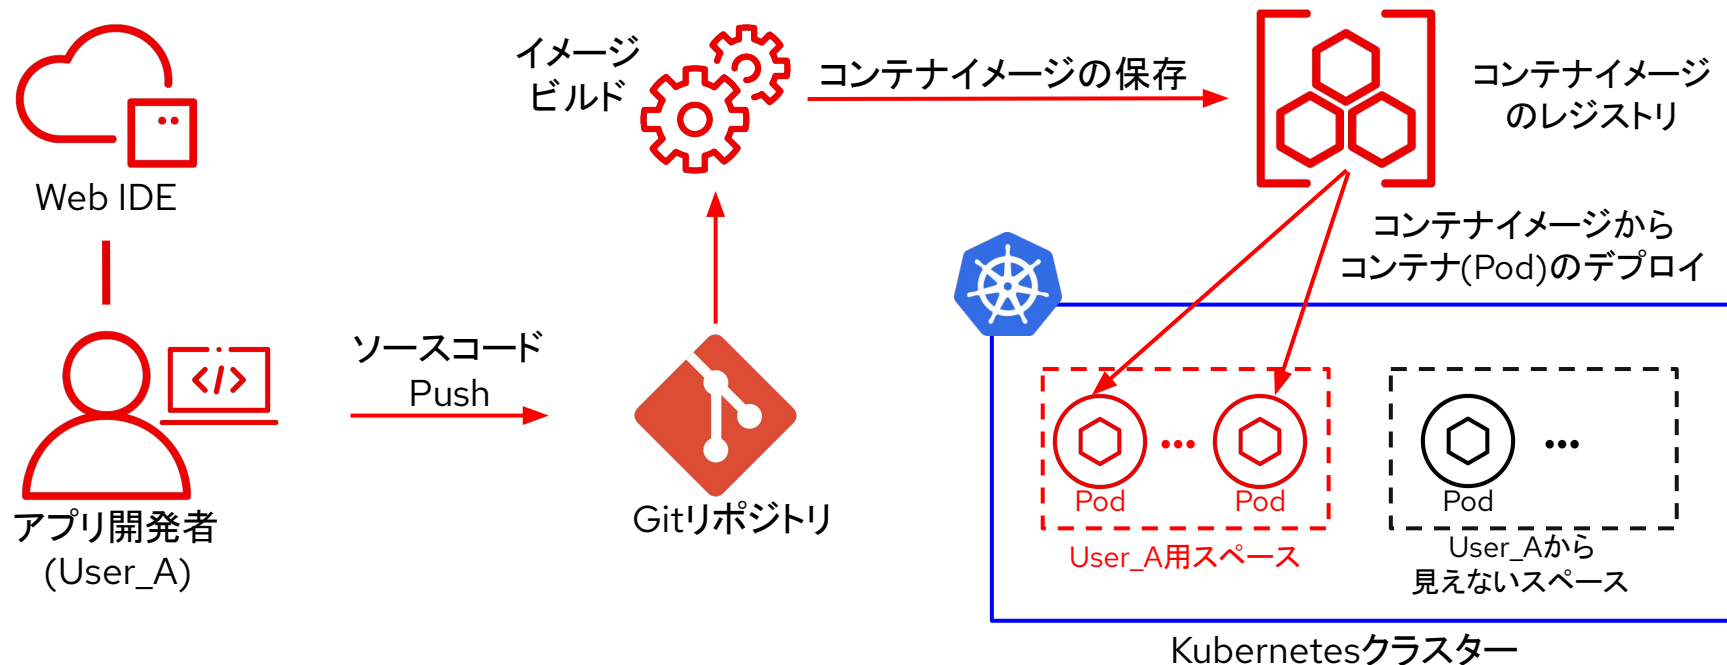 Web IDE
アプリ開発者
(User_A)
ソースコード
Push
Gitリポジトリ
イメージ
ビルド
コンテナイメージの保存
コンテナイメージ
のレジストリ
コンテナイメージから
コンテナ(Pod)のデプロイ
Pod
Pod
User_A用スペース
Pod
User_Aから
見えないスペース
Kubernetesクラスター